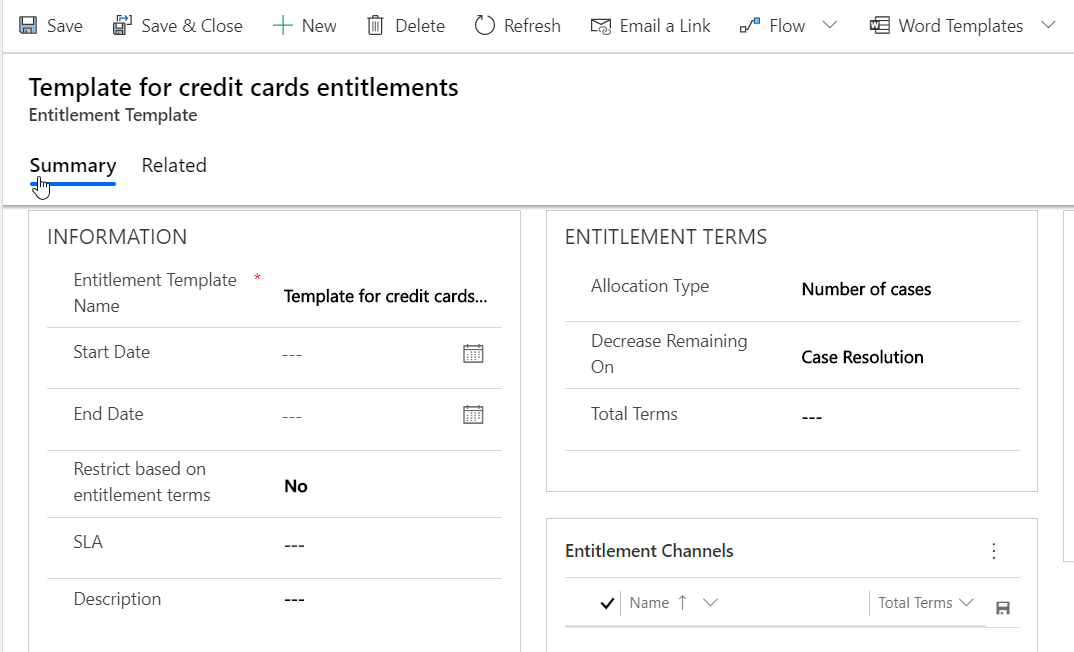 Save
Save & Close
New
Delete
Refresh
Email a Link
Flow
Word Templates
Template for credit cards entitlements
Entitlement Template
Summary
Related
INFORMATION
Entitlement Template
Name
*
Template for credit cards...
Start Date
---
End Date
---
Restrict based on
entitlement terms
No
SLA
---
Description
---
ENTITLEMENT TERMS
Allocation Type
Number of cases
Decrease Remaining
On
Case Resolution
Total Terms
---
Entitlement Channels
Name ↑
Total Terms